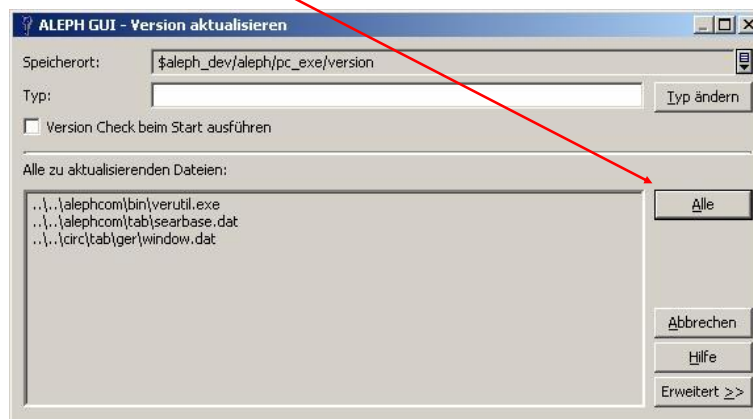 ALEPH GUI - Version aktualisieren
Speicherort: $aleph_dev/aleph/pc_exe/version
Typ: Typ ändern
Version Check beim Start ausführen
Alle zu aktualisierenden Dateien:
..\..\alephcom\bin\verutil.exe Alle
..\..\alephcom\tab\searbase.dat
..\..\circ\tab\ger\window.dat
Abbrechen
Hilfe
Erweitert >>